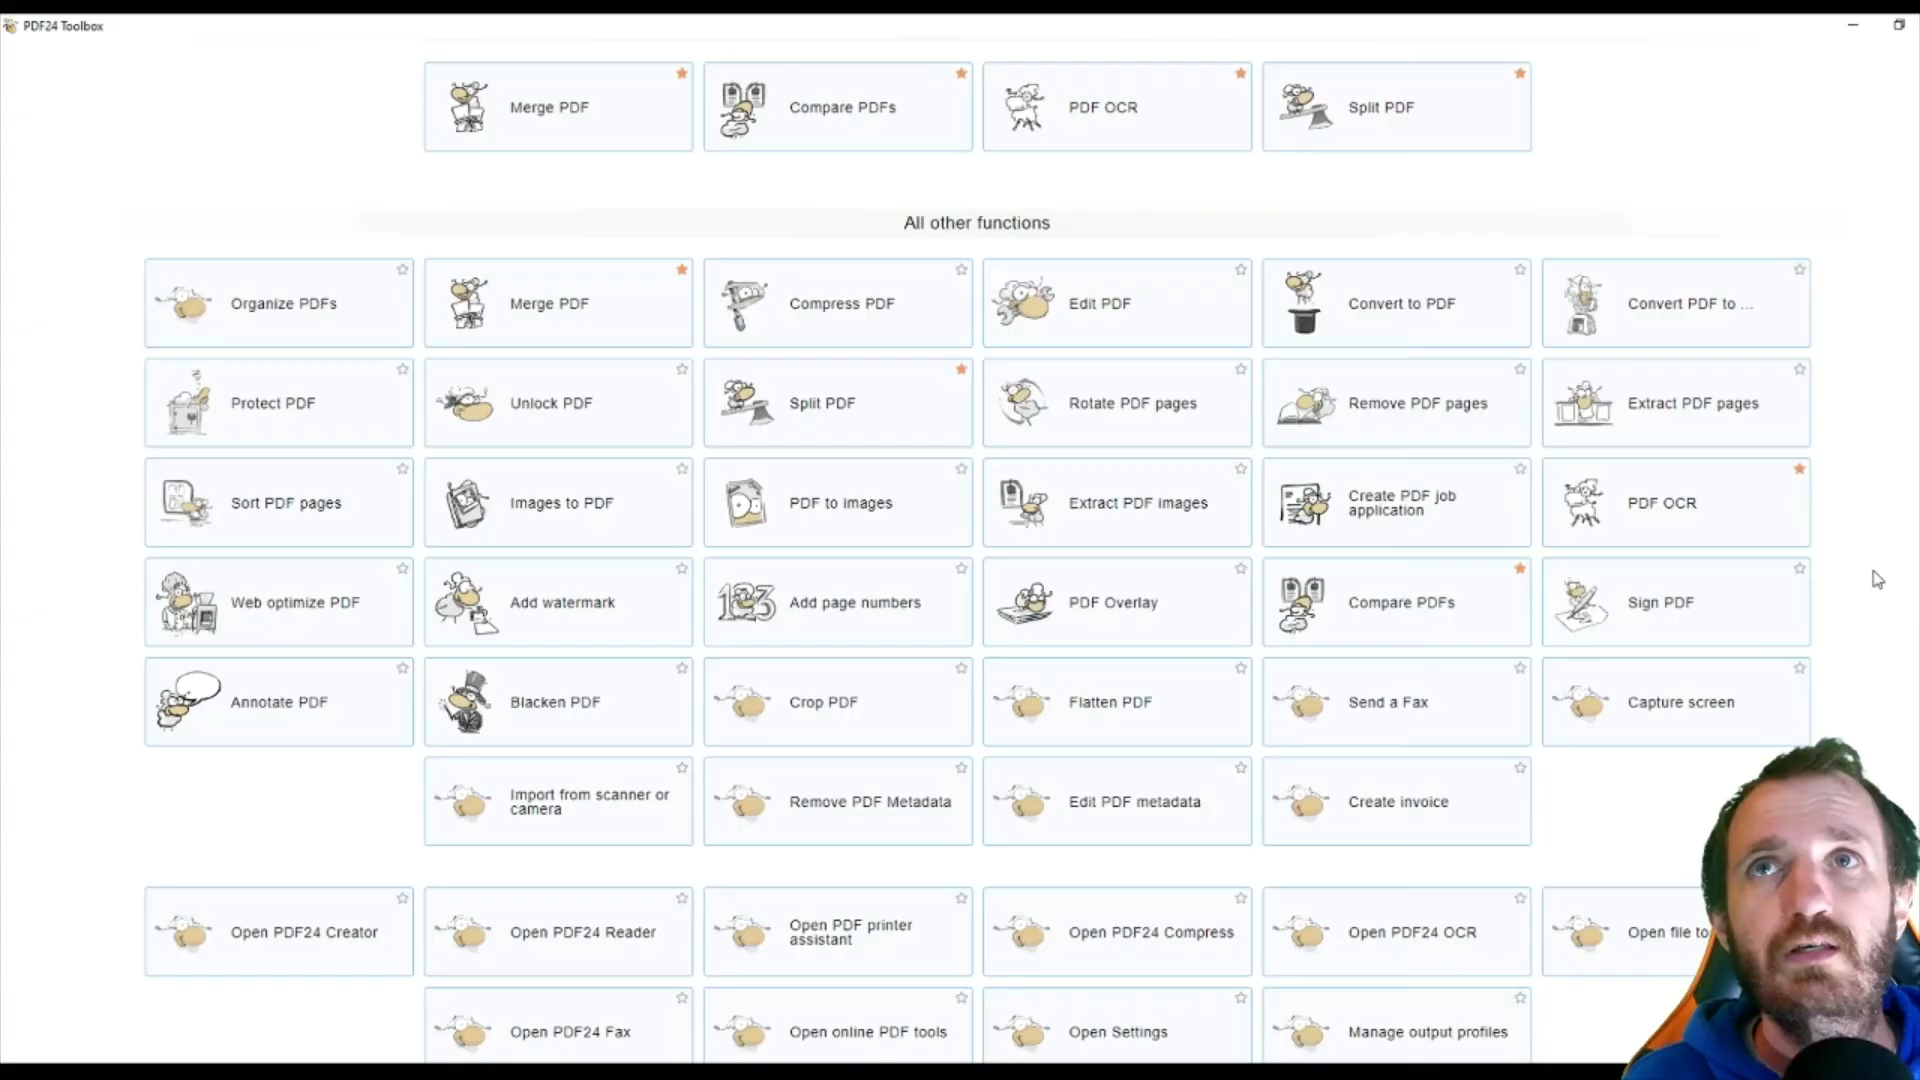 PDF24 Toolbox
Merge PDF
Compare PDFs
PDF OCR
Split PDF
All other functions
Organize PDFs
Merge PDF
Compress PDF
Edit PDF
Convert to PDF
Convert PDF to ...
Protect PDF
Unlock PDF
Split PDF
Rotate PDF pages
Remove PDF pages
Extract PDF pages
Sort PDF pages
Images to PDF
PDF to images
Extract PDF images
Create PDF job
application
PDF OCR
Web optimize PDF
Add watermark
123
Add page numbers
PDF Overlay
Compare PDFs
Sign PDF
Annotate PDF
Blacken PDF
Crop PDF
Flatten PDF
Send a Fax
Capture screen
Import from scanner or
camera
Remove PDF Metadata
Edit PDF metadata
Create invoice
Open PDF24 Creator
Open PDF24 Reader
Open PDF printer
assistant
Open PDF24 Compress
Open PDF24 OCR
Open file to
Open PDF24 Fax
Open online PDF tools
Open Settings
Manage output profiles